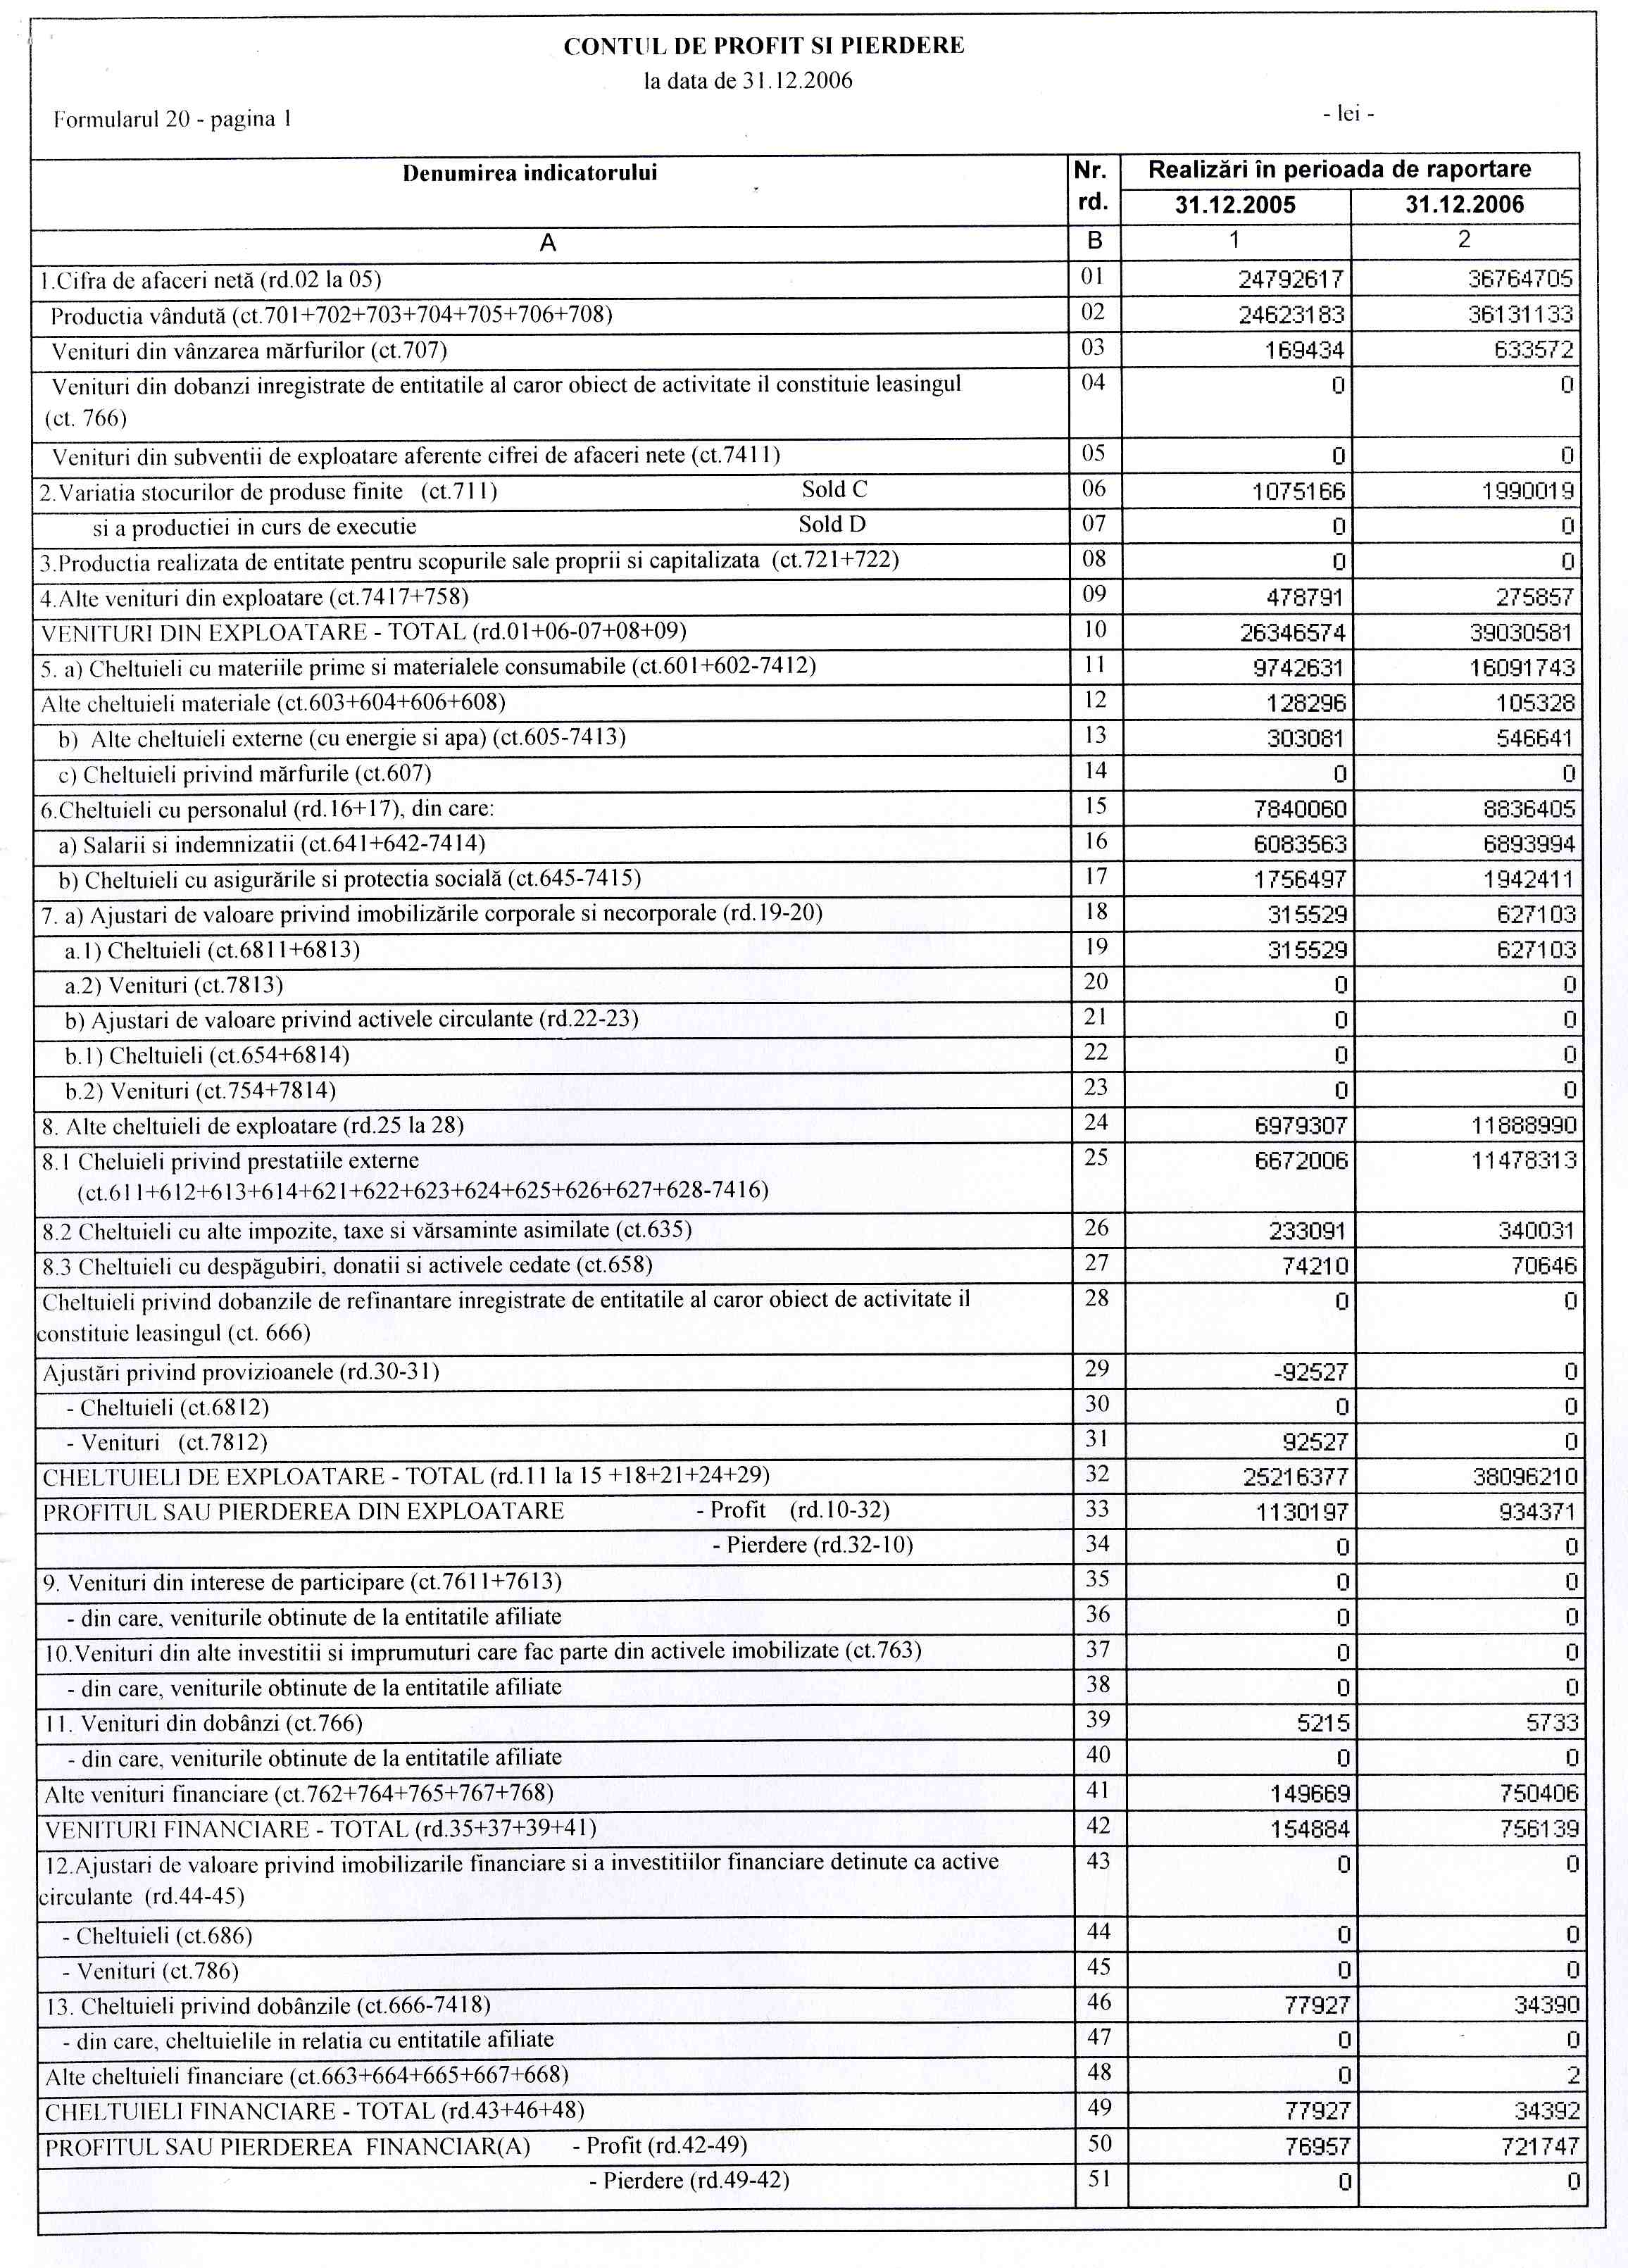 CONTUL DE PROFIT SI PIERDERE
la data de 31.12.2006
Formularul 20 - pagina 1 - lei -
Denumirea indicatorului Nr. rd. Realizări în perioada de raportare
31.12.2005 31.12.2006
A B 1 2
1.Cifra de afaceri netă (rd.02 la 05) 01 24792617 36764705
Productia vândută (ct.701+702+703+704+705+706+708) 02 24623183 36131133
Venituri din vânzarea mărfurilor (ct.707) 03 169434 633572
Venituri din dobanzi inregistrate de entitatile al caror obiect de activitate il constituie leasingul 04 0 0
(ct. 766)
Venituri din subventii de exploatare aferente cifrei de afaceri nete (ct.7411) 05 0 0
2.Variatia stocurilor de produse finite (ct.711) Sold C 06 1075166 1990019
si a productiei in curs de executie Sold D 07 0 0
3.Productia realizata de entitate pentru scopurile sale proprii si capitalizata (ct.721+722) 08 0 0
4.Alte venituri din exploatare (ct.7417+758) 09 478791 275857
VENITURI DIN EXPLOATARE - TOTAL (rd.01+06-07+08+09) 10 26346574 39030581
5. a) Cheltuieli cu materiile prime si materialele consumabile (ct.601+602-7412) 11 9742631 16091743
Alte cheltuieli materiale (ct.603+604+606+608) 12 128296 105328
b) Alte cheltuieli externe (cu energie si apa) (ct.605-7413) 13 303081 546641
c) Cheltuieli privind mărfurile (ct.607) 14 0 0
6.Cheltuieli cu personalul (rd.16+17), din care: 15 7840060 8836405
a) Salarii si indemnizatii (ct.641+642-7414) 16 6083563 6893994
b) Cheltuieli cu asigurările si protectia socială (ct.645-7415) 17 1756497 1942411
7. a) Ajustari de valoare privind imobilizările corporale si necorporale (rd.19-20) 18 315529 627103
a.1) Cheltuieli (ct.6811+6813) 19 315529 627103
a.2) Venituri (ct.7813) 20 0 0
b) Ajustari de valoare privind activele circulante (rd.22-23) 21 0 0
b.1) Cheltuieli (ct.654+6814) 22 0 0
b.2) Venituri (ct.754+7814) 23 0 0
8. Alte cheltuieli de exploatare (rd.25 la 28) 24 6979307 11888990
8.1 Cheluieli privind prestatiile externe 25 6672006 11478313
(ct.611+612+613+614+621+622+623+624+625+626+627+628-7416)
8.2 Cheltuieli cu alte impozite, taxe si vărsaminte asimilate (ct.635) 26 233091 340031
8.3 Cheltuieli cu despăgubiri, donatii si activele cedate (ct.658) 27 74210 70646
Cheltuieli privind dobanzile de refinantare inregistrate de entitatile al caror obiect de activitate il 28 0 0
constituie leasingul (ct. 666)
Ajustări privind provizioanele (rd.30-31) 29 -92527 0
- Cheltuieli (ct.6812) 30 0 0
- Venituri (ct.7812) 31 92527 0
CHELTUIELI DE EXPLOATARE - TOTAL (rd.11 la 15 +18+21+24+29) 32 25216377 38096210
PROFITUL SAU PIERDEREA DIN EXPLOATARE - Profit (rd.10-32) 33 1130197 934371
- Pierdere (rd.32-10) 34 0 0
9. Venituri din interese de participare (ct.7611+7613) 35 0 0
- din care, veniturile obtinute de la entitatile afiliate 36 0 0
10.Venituri din alte investitii si imprumuturi care fac parte din activele imobilizate (ct.763) 37 0 0
- din care, veniturile obtinute de la entitatile afiliate 38 0 0
11. Venituri din dobânzi (ct.766) 39 5215 5733
- din care, veniturile obtinute de la entitatile afiliate 40 0 0
Alte venituri financiare (ct.762+764+765+767+768) 41 149669 750406
VENITURI FINANCIARE - TOTAL (rd.35+37+39+41) 42 154884 756139
12.Ajustari de valoare privind imobilizarile financiare si a investitiilor financiare detinute ca active 43 0 0
circulante (rd.44-45)
- Cheltuieli (ct.686) 44 0 0
- Venituri (ct.786) 45 0 0
13. Cheltuieli privind dobânzile (ct.666-7418) 46 77927 34390
- din care, cheltuielile in relatia cu entitatile afiliate 47 0 0
Alte cheltuieli financiare (ct.663+664+665+667+668) 48 0 2
CHELTUIELI FINANCIARE - TOTAL (rd.43+46+48) 49 77927 34392
PROFITUL SAU PIERDEREA FINANCIAR(A) - Profit (rd.42-49) 50 76957 721747
- Pierdere (rd.49-42) 51 0 0